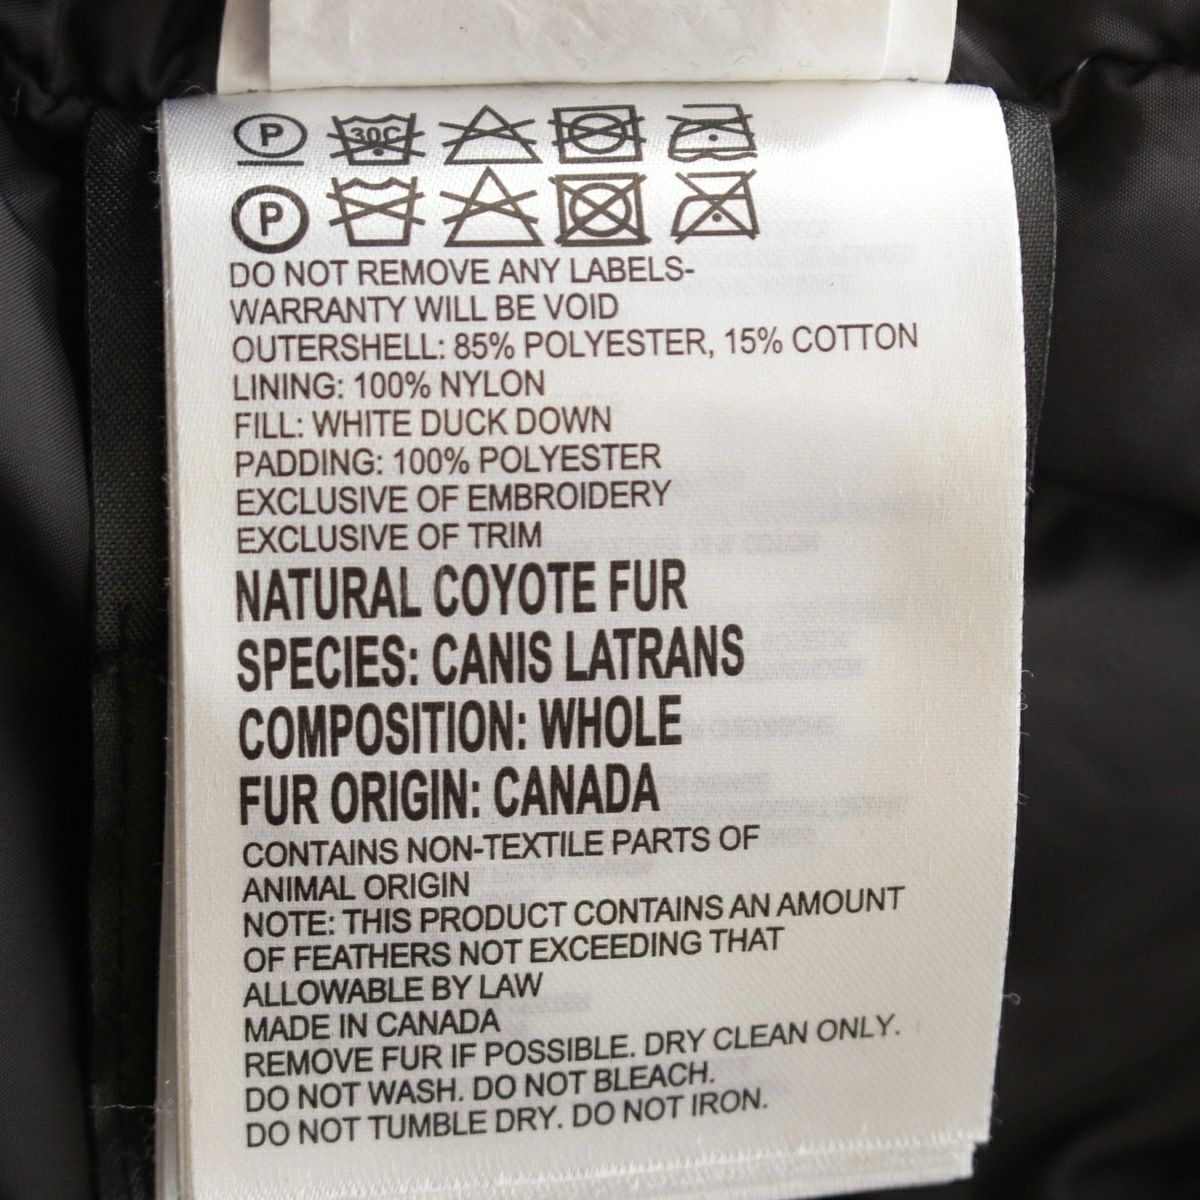 P 30C
P
DO NOT REMOVE ANY LABELS-
WARRANTY WILL BE VOID
OUTERSHELL: 85% POLYESTER, 15% COTTON
LINING: 100% NYLON
FILL: WHITE DUCK DOWN
PADDING: 100% POLYESTER
EXCLUSIVE OF EMBROIDERY
EXCLUSIVE OF TRIM
NATURAL COYOTE FUR
SPECIES: CANIS LATRANS
COMPOSITION: WHOLE
FUR ORIGIN: CANADA
CONTAINS NON-TEXTILE PARTS OF
ANIMAL ORIGIN
NOTE: THIS PRODUCT CONTAINS AN AMOUNT
OF FEATHERS NOT EXCEEDING THAT
ALLOWABLE BY LAW
MADE IN CANADA
REMOVE FUR IF POSSIBLE. DRY CLEAN ONLY.
DO NOT WASH. DO NOT BLEACH.
DO NOT TUMBLE DRY. DO NOT IRON.